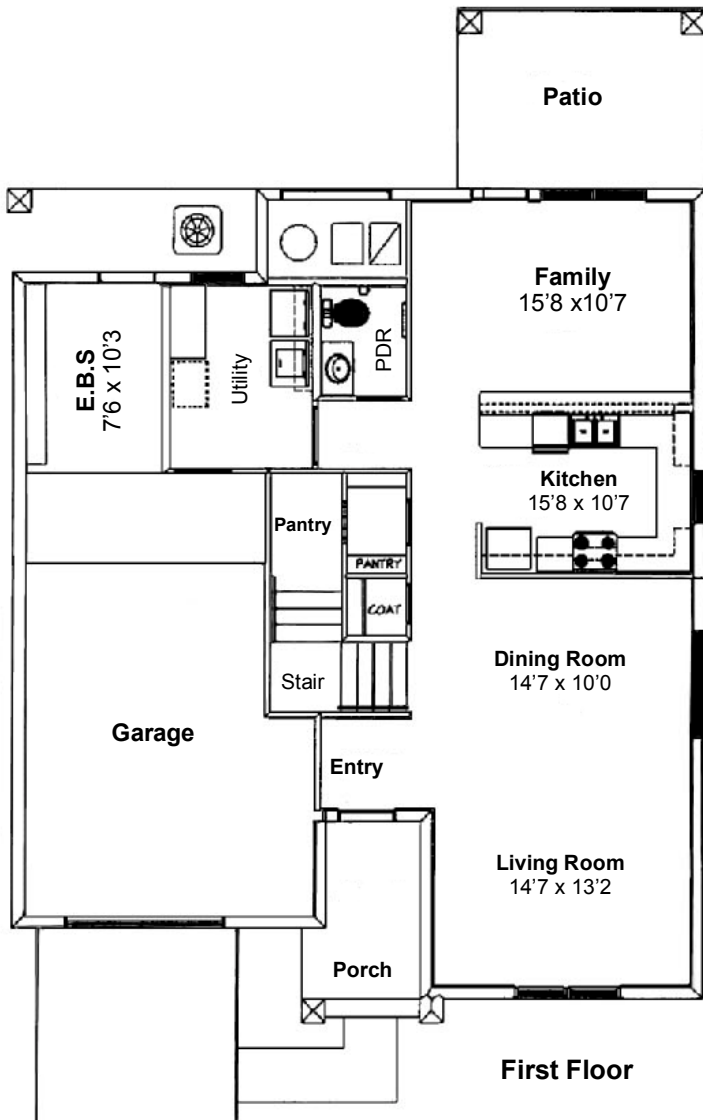 Patio
Family
15'8 x10'7
E.B.S
7'6 x 10'3
Utility
PDR
Kitchen
15'8 x 10'7
Pantry
PANTRY
COAT
Stair
Dining Room
14'7 x 10'0
Garage
Entry
Living Room
14'7 x 13'2
Porch
First Floor